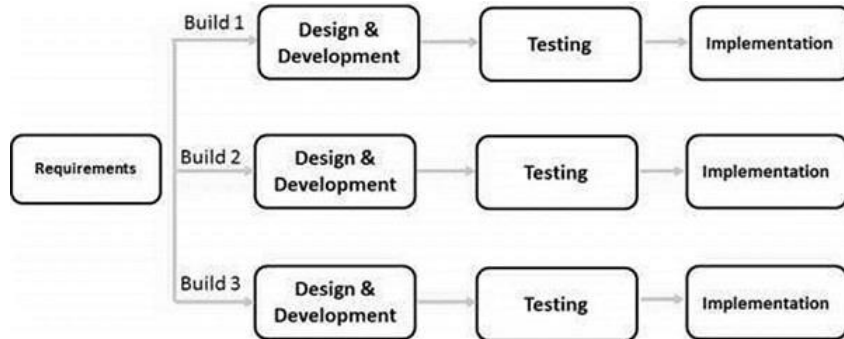 Build 1
Design &
Development
Testing
Implementation
Requirements
Build 2
Design &
Development
Testing
Implementation
Build 3
Design &
Development
Testing
Implementation